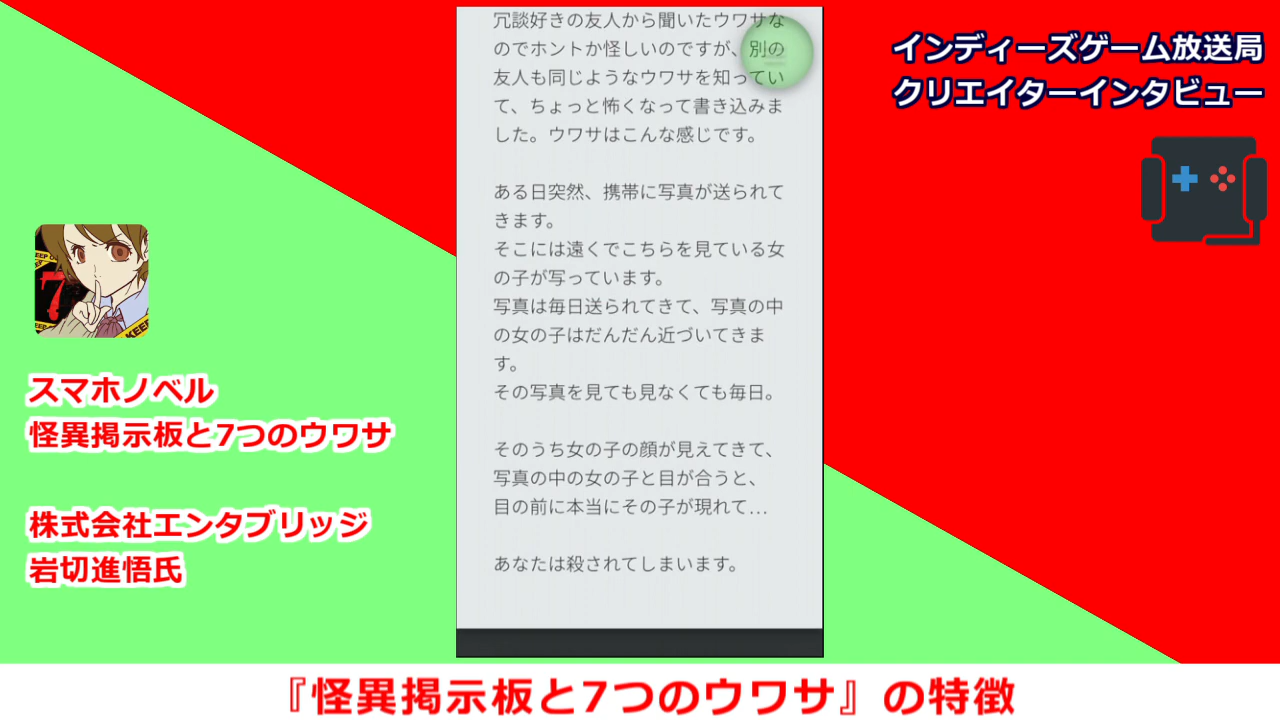 冗談好きの友人から聞いたウワサな
のでホントか怪しいのですが、別の
友人も同じようなウワサを知ってい
て、ちょっと怖くなって書き込みま
した。ウワサはこんな感じです。
ある日突然、携帯に写真が送られて
きます。
そこには遠くでこちらを見ている女
の子が写っています。
写真は毎日送られてきて、写真の中
の女の子はだんだん近づいてきま
す。
その写真を見ても見なくても毎日。
そのうち女の子の顔が見えてきて、
写真の中の女の子と目が合うと、
目の前に本当にその子が現れて…
あなたは殺されてしまいます。
インディーズゲーム放送局
クリエイターインタビュー
7
KEEP
スマホノベル
怪異掲示板と7つのウワサ
株式会社エンタブリッジ
岩切進悟氏
『怪異掲示板と7つのウワサ』の特徴